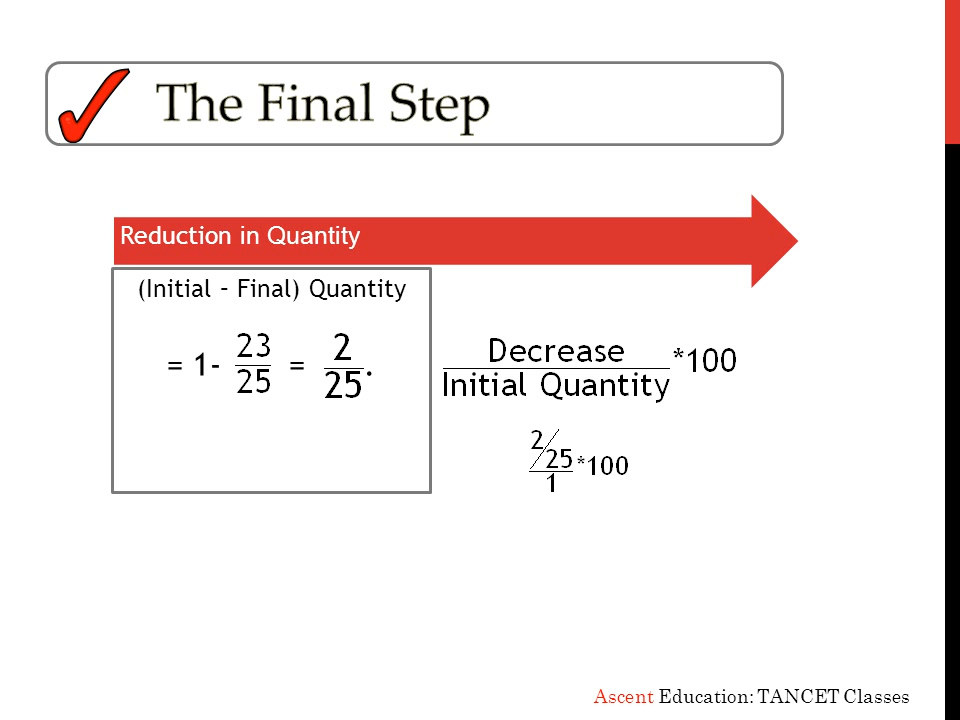 The Final Step
Reduction in Quantity
(Initial – Final) Quantity
= 1- 23/25 = 2/25.
Decrease/Initial Quantity *100
2/25/1 *100
Ascent Education: TANCET Classes